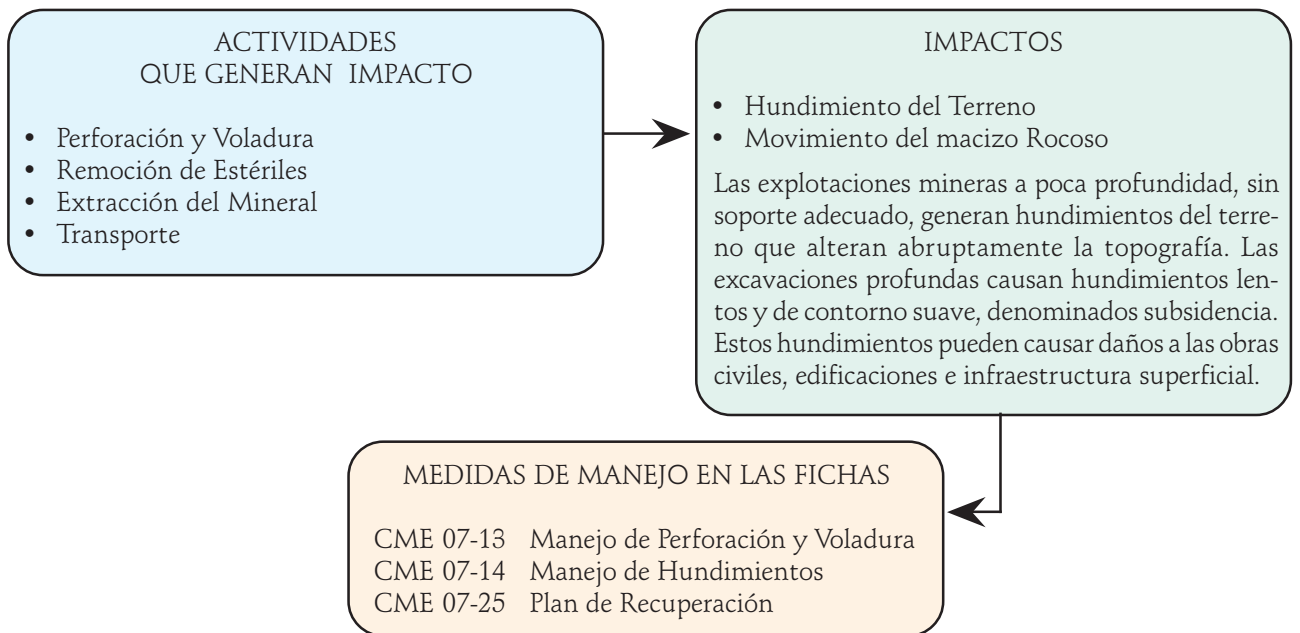 ACTIVIDADES
QUE GENERAN IMPACTO
• Perforación y Voladura
• Remoción de Estériles
• Extracción del Mineral
• Transporte
IMPACTOS
• Hundimiento del Terreno
• Movimiento del macizo Rocoso
Las explotaciones mineras a poca profundidad, sin
soporte adecuado, generan hundimientos del terre-
no que alteran abruptamente la topografía. Las
excavaciones profundas causan hundimientos len-
tos y de contorno suave, denominados subsidencia.
Estos hundimientos pueden causar daños a las obras
civiles, edificaciones e infraestructura superficial.
MEDIDAS DE MANEJO EN LAS FICHAS
CME 07-13 Manejo de Perforación y Voladura
CME 07-14 Manejo de Hundimientos
CME 07-25 Plan de Recuperación